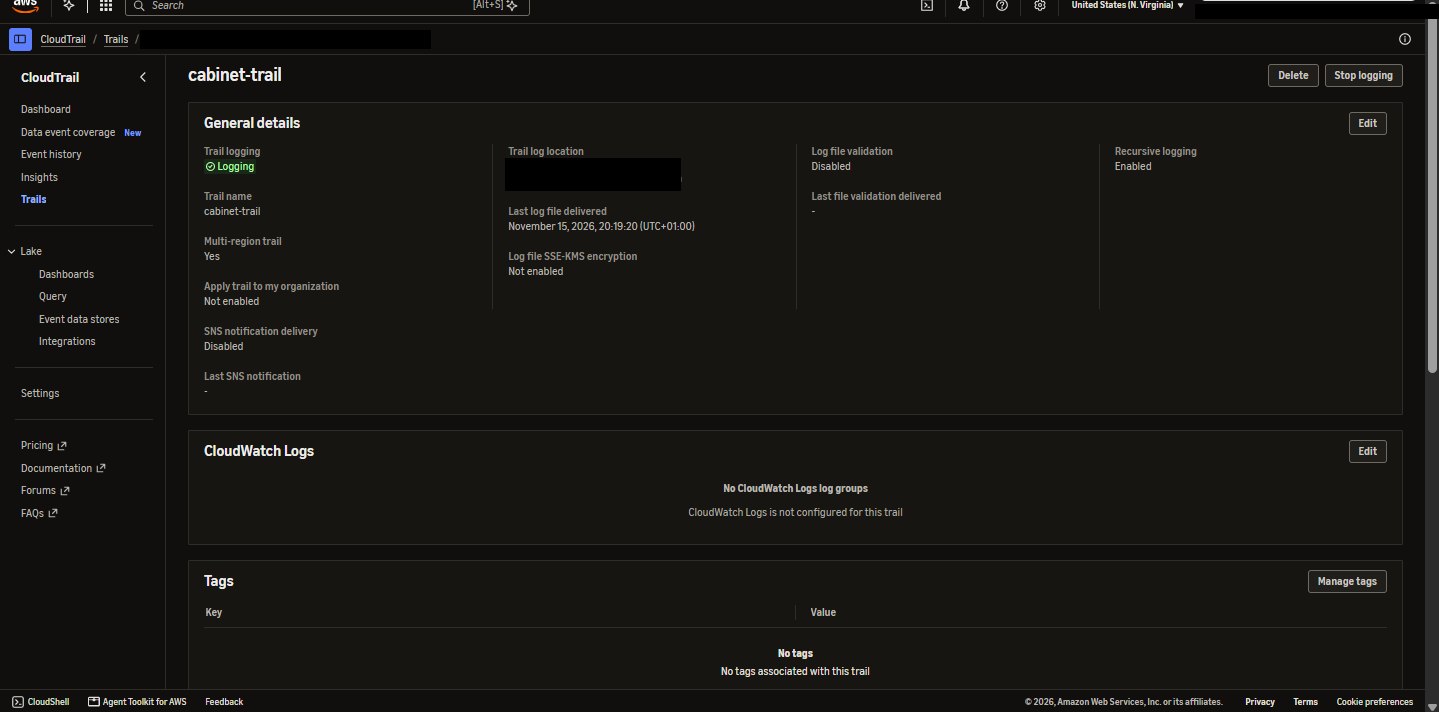 aws
Search
[Alt+S]
United States (N. Virginia)
CloudTrail / Trails /
CloudTrail
Dashboard
Data event coverage New
Event history
Insights
Trails
Lake
Dashboards
Query
Event data stores
Integrations
Settings
Pricing
Documentation
Forums
FAQs
cabinet-trail
Delete
Stop logging
General details
Edit
Trail logging
Logging
Trail name
cabinet-trail
Multi-region trail
Yes
Apply trail to my organization
Not enabled
SNS notification delivery
Disabled
Last SNS notification
-
Trail log location
Last log file delivered
November 15, 2026, 20:19:20 (UTC+01:00)
Log file SSE-KMS encryption
Not enabled
Log file validation
Disabled
Last file validation delivered
-
Recursive logging
Enabled
CloudWatch Logs
Edit
No CloudWatch Logs log groups
CloudWatch Logs is not configured for this trail
Tags
Manage tags
Key
Value
No tags
No tags associated with this trail
CloudShell
Agent Toolkit for AWS
Feedback
© 2026, Amazon Web Services, Inc. or its affiliates.
Privacy
Terms
Cookie preferences